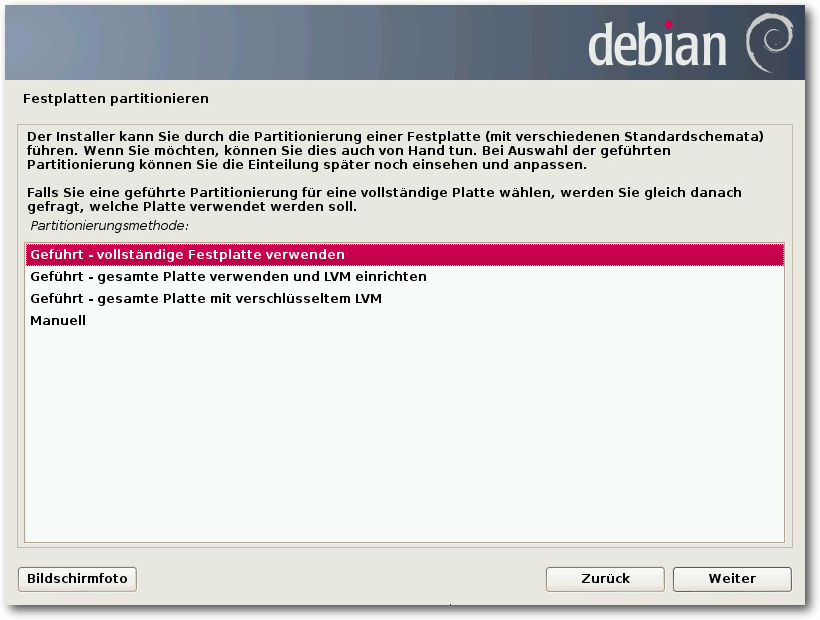 debian
Festplatten partitionieren
Der Installer kann Sie durch die Partitionierung einer Festplatte (mit verschiedenen Standardschemata)
führen. Wenn Sie möchten, können Sie dies auch von Hand tun. Bei Auswahl der geführten
Partitionierung können Sie die Einteilung später noch einsehen und anpassen.
Falls Sie eine geführte Partitionierung für eine vollständige Platte wählen, werden Sie gleich danach
gefragt, welche Platte verwendet werden soll.
Partitionierungsmethode:
Geführt - vollständige Festplatte verwenden
Geführt - gesamte Platte verwenden und LVM einrichten
Geführt - gesamte Platte mit verschlüsseltem LVM
Manuell
Bildschirmfoto
Zurück
Weiter